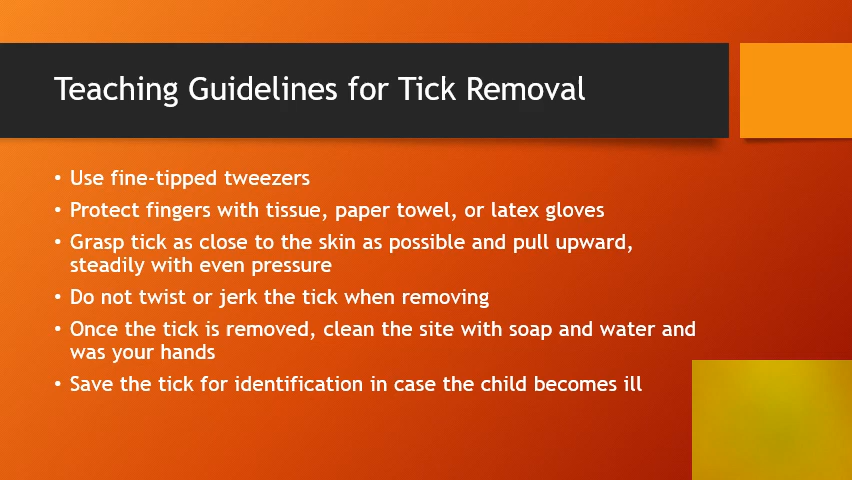 Teaching Guidelines for Tick Removal
• Use fine-tipped tweezers
• Protect fingers with tissue, paper towel, or latex gloves
• Grasp tick as close to the skin as possible and pull upward,
steadily with even pressure
• Do not twist or jerk the tick when removing
• Once the tick is removed, clean the site with soap and water and
was your hands
• Save the tick for identification in case the child becomes ill